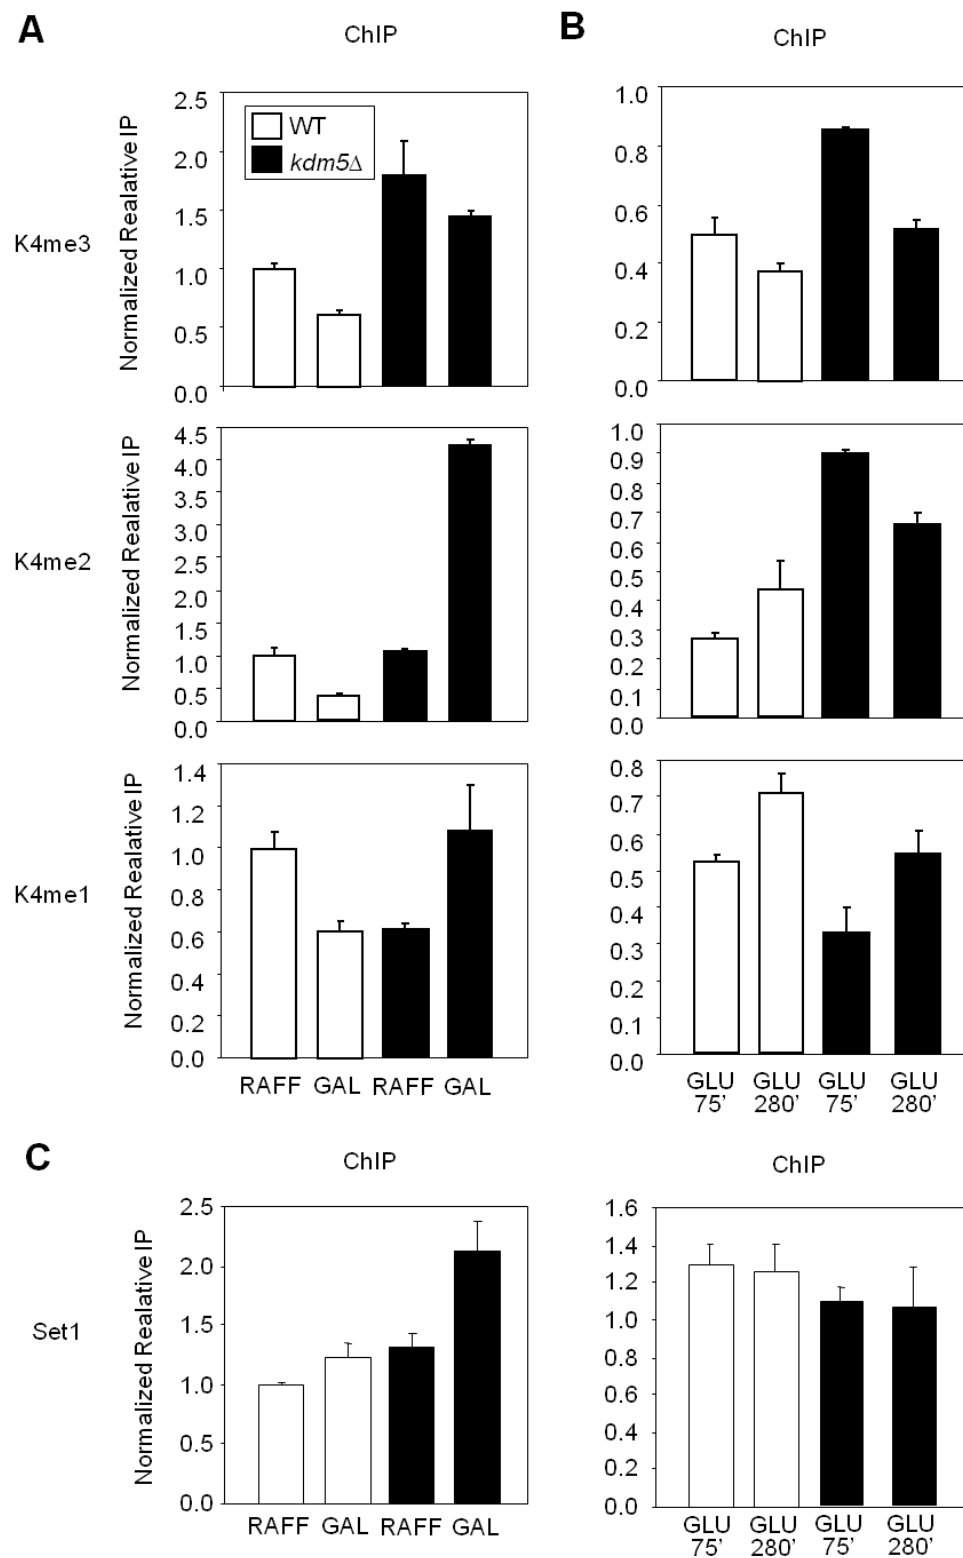 A
B
ChIP
ChIP
K4me3
Normalized Realative IP
2.5
2.0
1.5
1.0
0.5
0.0
WT
kdm5Δ
1.0
0.8
0.6
0.4
0.2
0.0
K4me2
Normalized Realative IP
4.5
4.0
3.5
3.0
2.5
2.0
1.5
1.0
0.5
0.0
1.0
0.9
0.8
0.7
0.6
0.5
0.4
0.3
0.2
0.1
0.0
K4me1
Normalized Realative IP
1.4
1.2
1.0
0.8
0.6
0.4
0.2
0.0
RAFF GAL RAFF GAL
0.8
0.7
0.6
0.5
0.4
0.3
0.2
0.1
0.0
GLU GLU GLU GLU
75’ 280’ 75’ 280’
C
ChIP
ChIP
Set1
Normalized Realative IP
2.5
2.0
1.5
1.0
0.5
0.0
RAFF GAL RAFF GAL
1.6
1.4
1.2
1.0
0.8
0.6
0.4
0.2
0.0
GLU GLU GLU GLU
75’ 280’ 75’ 280’